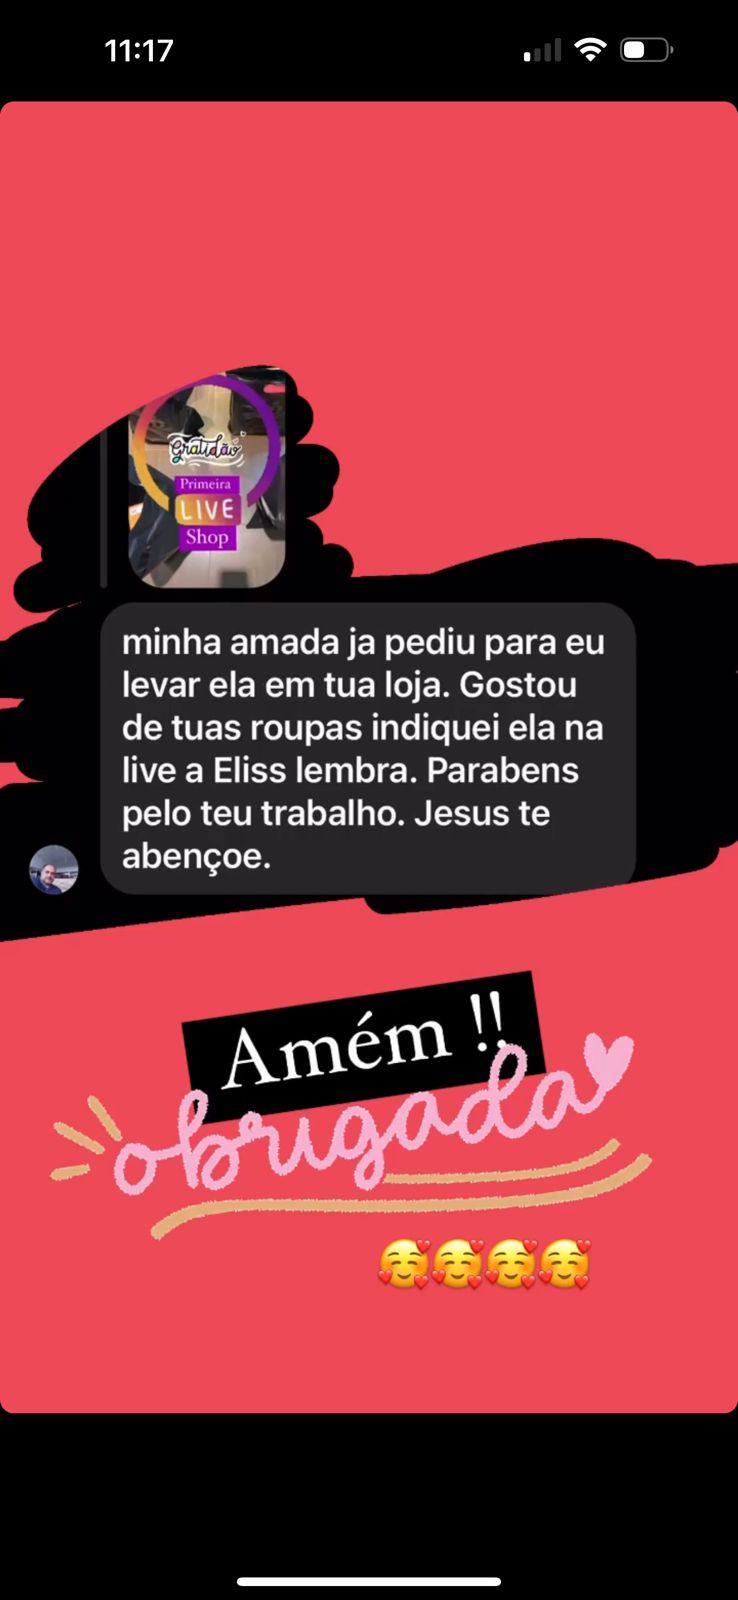 11:17
Gratidão
Primeira
LIVE
Shop
minha amada ja pediu para eu
levar ela em tua loja. Gostou
de tuas roupas indiquei ela na
live a Eliss lembra. Parabens
pelo teu trabalho. Jesus te
abençoe.
Amém !!
obrigada